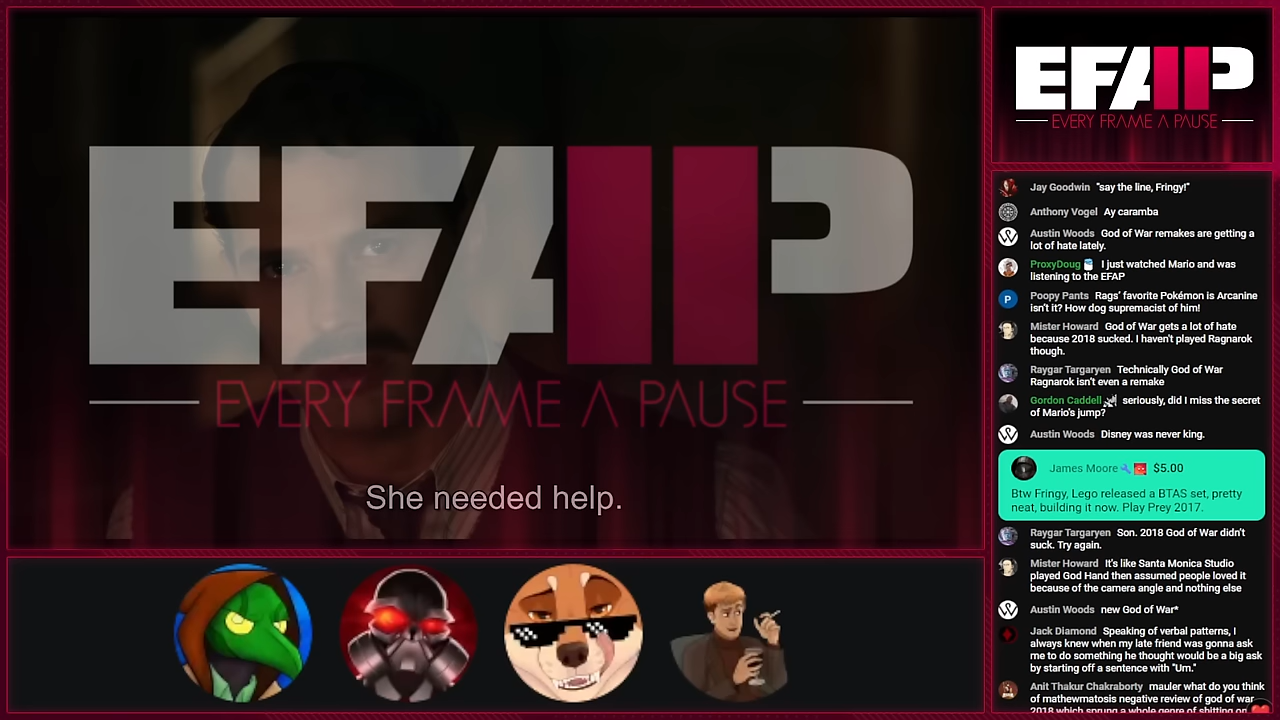 EFAP
EVERY FRAME A PAUSE
She needed help.
EFAP
EVERY FRAME A PAUSE
Jay Goodwin "say the line, Fringy!"
Anthony Vogel Ay caramba
Austin Woods God of War remakes are getting a
lot of hate lately.
ProxyDoug I just watched Mario and was
listening to the EFAP
P
Poopy Pants Rags' favorite Pokémon is Arcanine
isn't it? How dog supremacist of him!
Mister Howard God of War gets a lot of hate
because 2018 sucked. I haven't played Ragnarok
though.
Raygar Targaryen Technically God of War
Ragnarok isn't even a remake
Gordon Caddell seriously, did I miss the secret
of Mario's jump?
Austin Woods Disney was never king.
James Moore $5.00
Btw Fringy, Lego released a BTAS set, pretty
neat, building it now. Play Prey 2017.
Raygar Targaryen Son. 2018 God of War didn't
suck. Try again.
Mister Howard It's like Santa Monica Studio
played God Hand then assumed people loved it
because of the camera angle and nothing else
Austin Woods new God of War*
Jack Diamond Speaking of verbal patterns, I
always knew when my late friend was gonna ask
me to do something he thought would be a big ask
by starting off a sentence with "Um."
Anit Thakur Chakraborty mauler what do you think
of mathewmatosis negative review of god of war
2018 which sprung a whole genre of shitting on